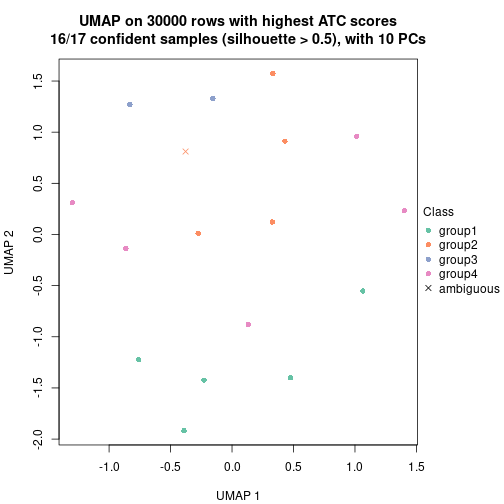 UMAP on 30000 rows with highest ATC scores
16/17 confident samples (silhouette > 0.5), with 10 PCs
1.5
1.0
0.5
0.0
-0.5
-1.0
-1.5
-2.0
UMAP 2
Class
group1
group2
group3
group4
ambiguous
-1.0 -0.5 0.0 0.5 1.0 1.5
UMAP 1